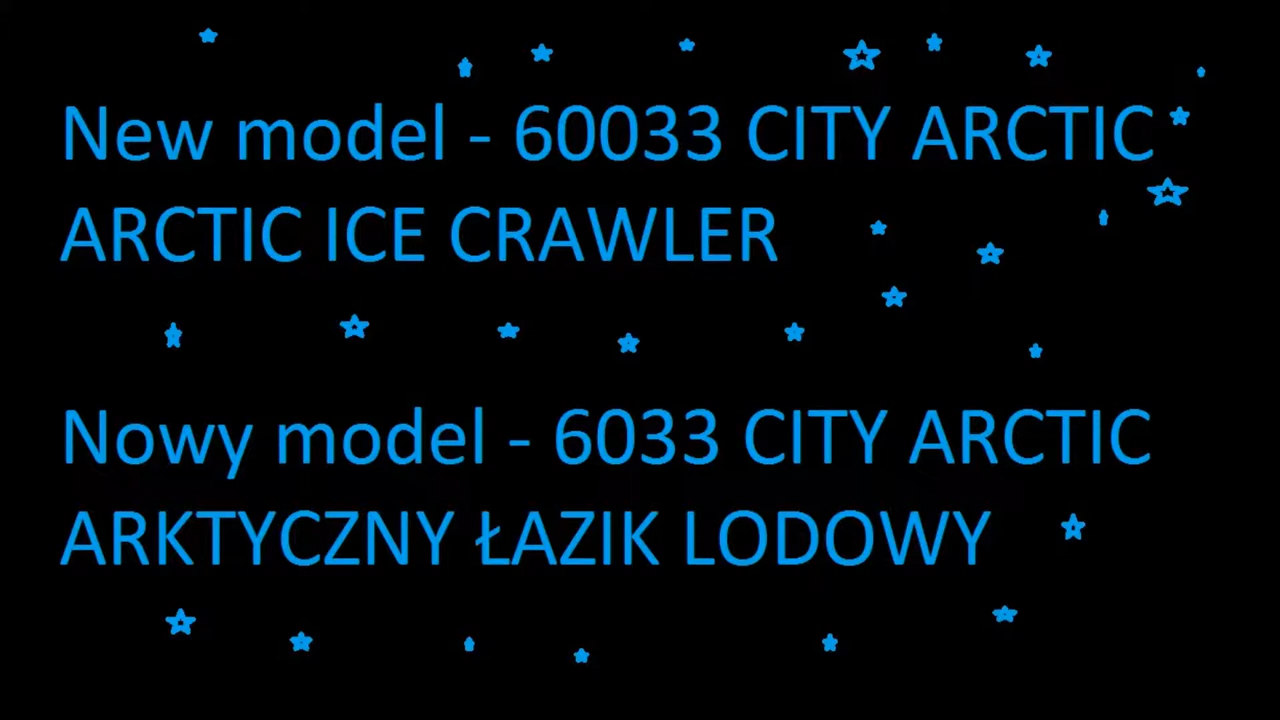 New model - 60033 CITY ARCTIC
ARCTIC ICE CRAWLER
Nowy model - 6033 CITY ARCTIC
ARKTYCZNY ŁAZIK LODOWY